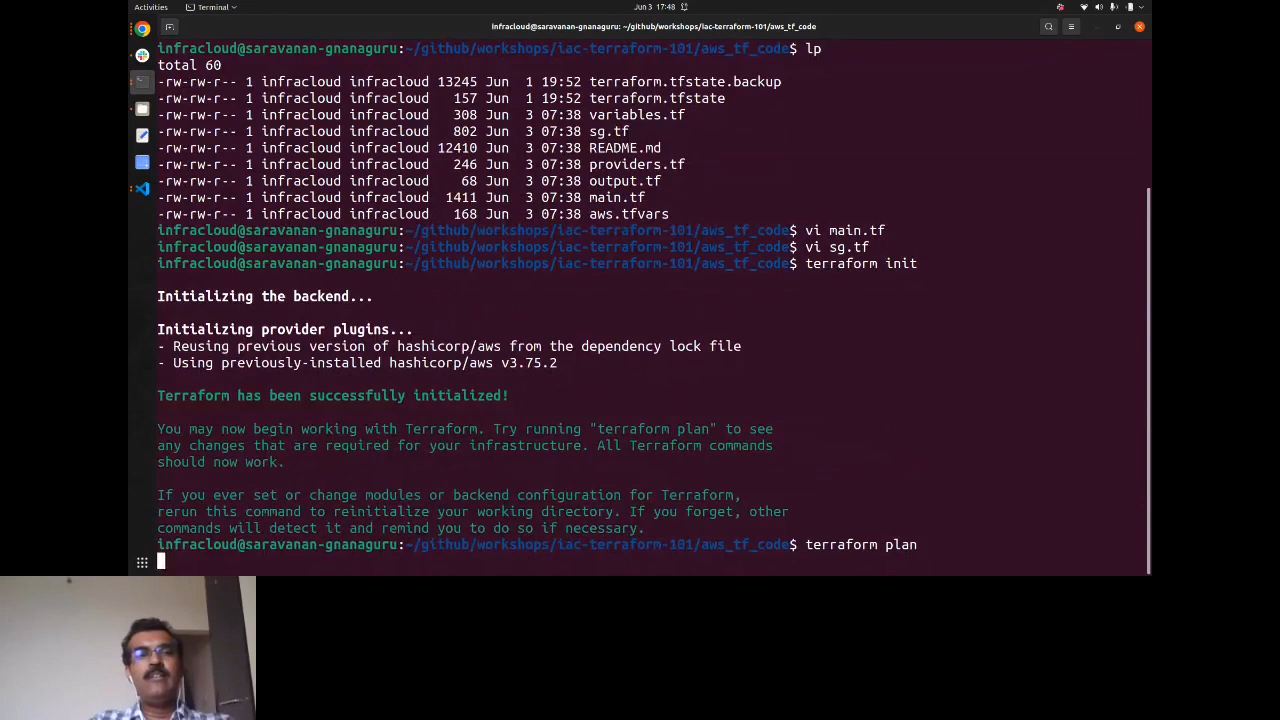 Activities
Terminal
Jun 3 17:48
infracloud@saravanan-gnanaguru:~/github/workshops/iac-terraform-101/aws_tf_code
infracloud@saravanan-gnanaguru:~/github/workshops/iac-terraform-101/aws_tf_code$ lp
total 60
-rw-rw-r-- 1 infracloud infracloud 13245 Jun  1 19:52 terraform.tfstate.backup
-rw-rw-r-- 1 infracloud infracloud   157 Jun  1 19:52 terraform.tfstate
-rw-rw-r-- 1 infracloud infracloud   308 Jun  3 07:38 variables.tf
-rw-rw-r-- 1 infracloud infracloud   802 Jun  3 07:38 sg.tf
-rw-rw-r-- 1 infracloud infracloud 12410 Jun  3 07:38 README.md
-rw-rw-r-- 1 infracloud infracloud   246 Jun  3 07:38 providers.tf
-rw-rw-r-- 1 infracloud infracloud    68 Jun  3 07:38 output.tf
-rw-rw-r-- 1 infracloud infracloud  1411 Jun  3 07:38 main.tf
-rw-rw-r-- 1 infracloud infracloud   168 Jun  3 07:38 aws.tfvars
infracloud@saravanan-gnanaguru:~/github/workshops/iac-terraform-101/aws_tf_code$ vi main.tf
infracloud@saravanan-gnanaguru:~/github/workshops/iac-terraform-101/aws_tf_code$ vi sg.tf
infracloud@saravanan-gnanaguru:~/github/workshops/iac-terraform-101/aws_tf_code$ terraform init
Initializing the backend...
Initializing provider plugins...
- Reusing previous version of hashicorp/aws from the dependency lock file
- Using previously-installed hashicorp/aws v3.75.2
Terraform has been successfully initialized!
You may now begin working with Terraform. Try running "terraform plan" to see
any changes that are required for your infrastructure. All Terraform commands
should now work.
If you ever set or change modules or backend configuration for Terraform,
rerun this command to reinitialize your working directory. If you forget, other
commands will detect it and remind you to do so if necessary.
infracloud@saravanan-gnanaguru:~/github/workshops/iac-terraform-101/aws_tf_code$ terraform plan